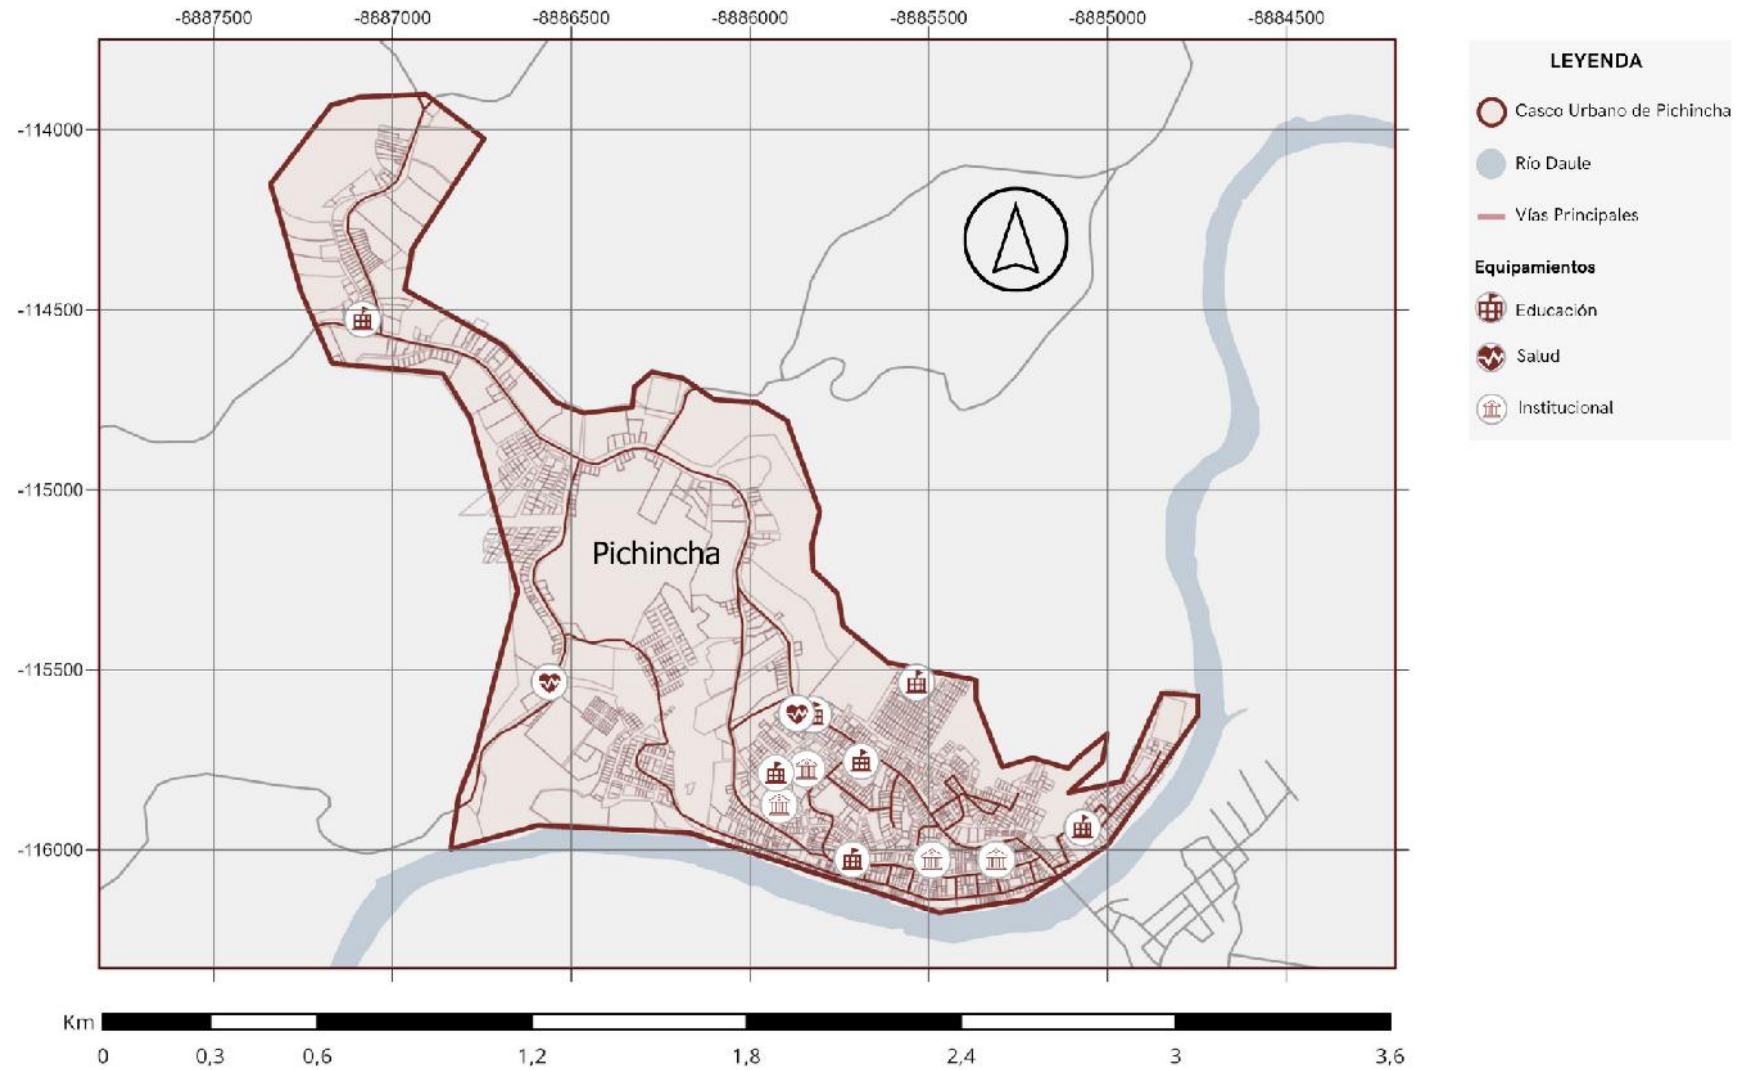 -8887500 -8887000 -8886500 -8886000 -8885500 -8885000 -8884500
LEYENDA
Casco Urbano de Pichincha
Río Daule
Vías Principales
Equipamientos
Educación
Salud
Institucional
-114000
-114500
-115000
Pichincha
-115500
-116000
Km
0 0,3 0,6 1,2 1,8 2,4 3 3,6